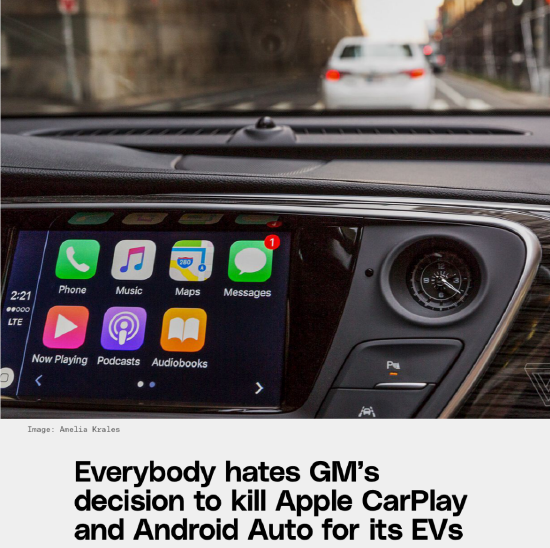 280
1
Phone Music Maps Messages
2:21
LTE
Now Playing Podcasts Audiobooks
Image: Amelia Krales
Everybody hates GM’s
decision to kill Apple CarPlay
and Android Auto for its EVs